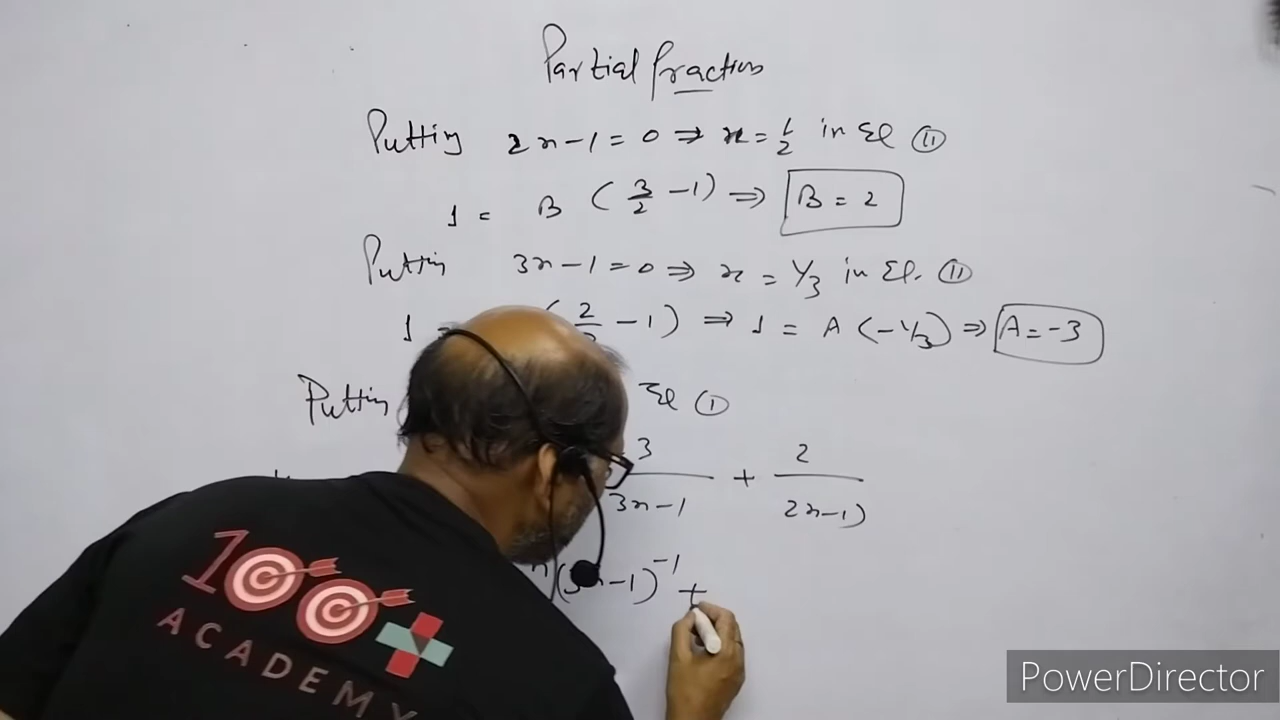 Partial fractions
Putting 2x-1=0 ⇒ x=1/2 in Eq (II)
1 = B (3/2 -1) ⇒ B = 2
Putting 3x-1=0 ⇒ x = 1/3 in Eq. (II)
1 = (2/3 -1) ⇒ 1 = A (-1/3) ⇒ A = -3
Putting Eq (I)
3/(3x-1) + 2/(2x-1)
(3x-1)^-1 +
100+
ACADEMY
PowerDirector